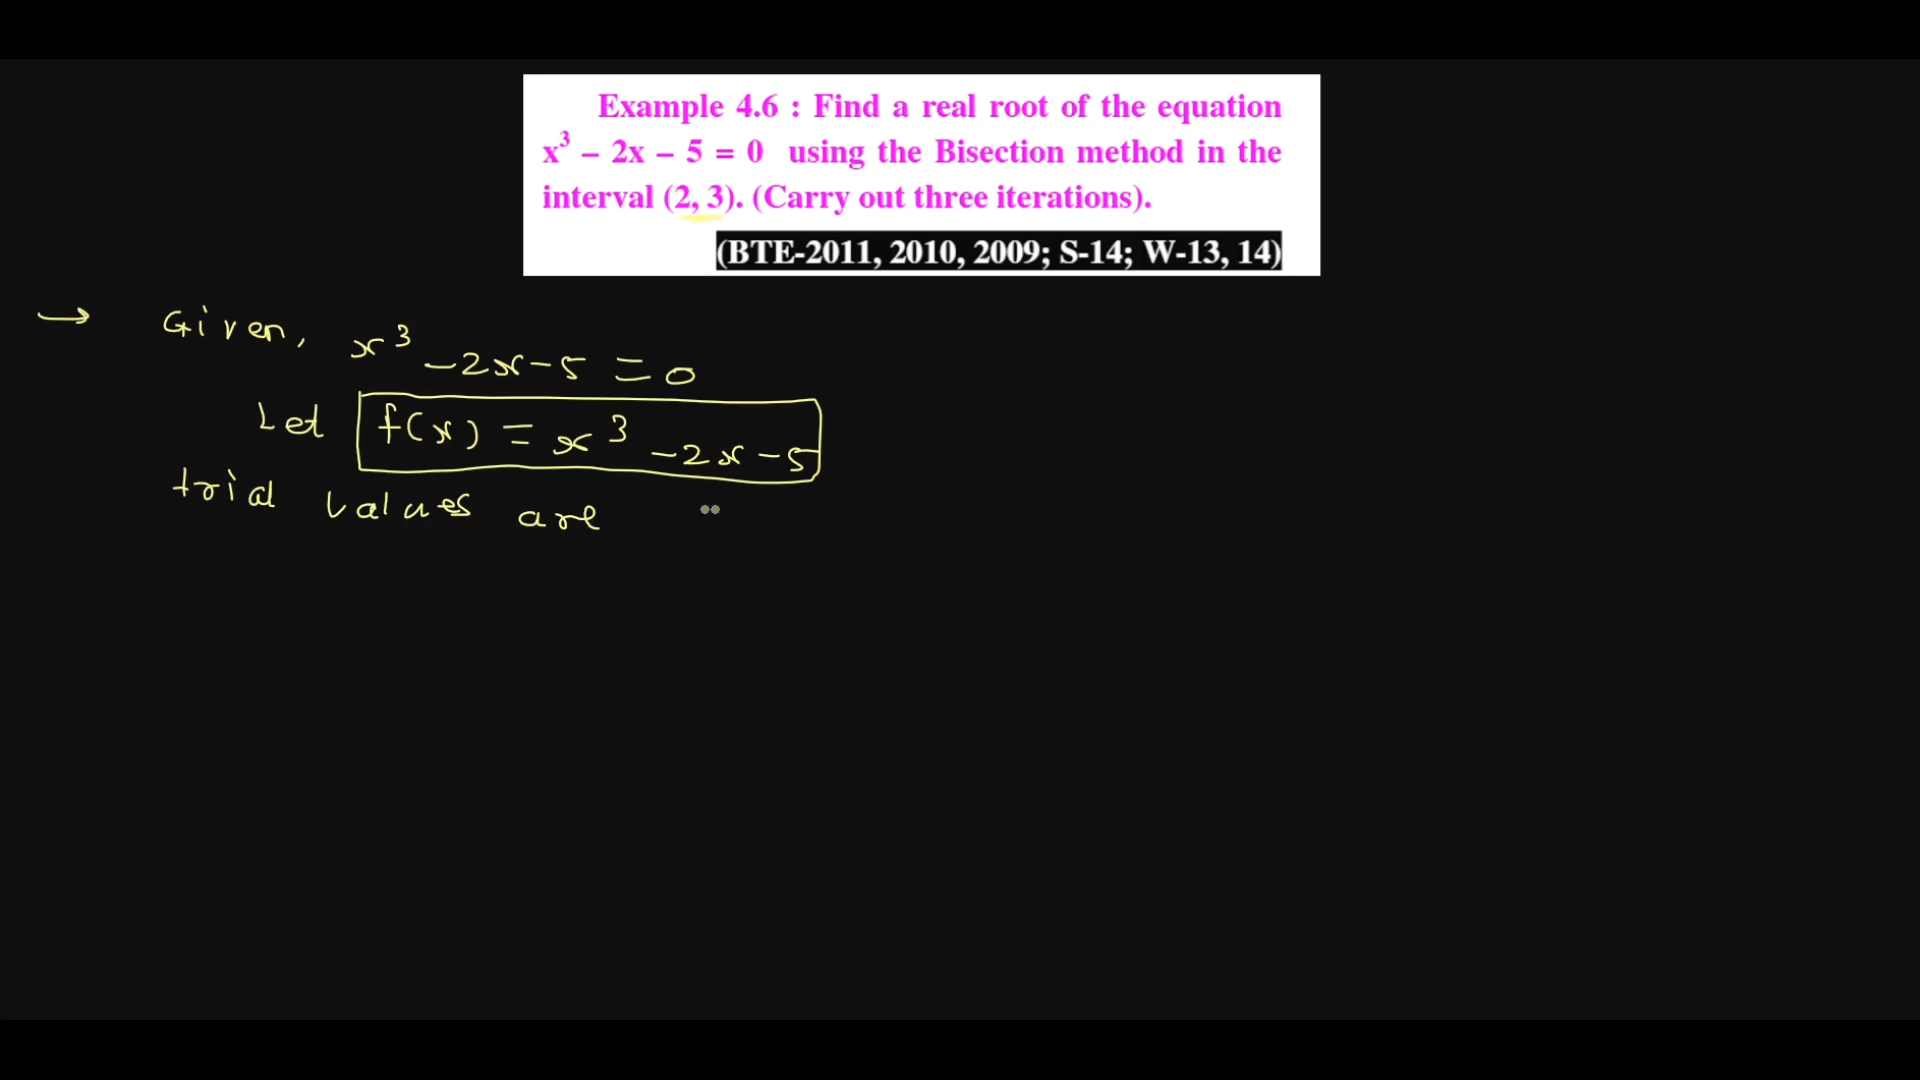 Example 4.6 : Find a real root of the equation
x³ – 2x – 5 = 0 using the Bisection method in the
interval (2, 3). (Carry out three iterations).
(BTE-2011, 2010, 2009; S-14; W-13, 14)
→ Given, x³ -2x-5 = 0
Let f(x) = x³ -2x-5
trial values are